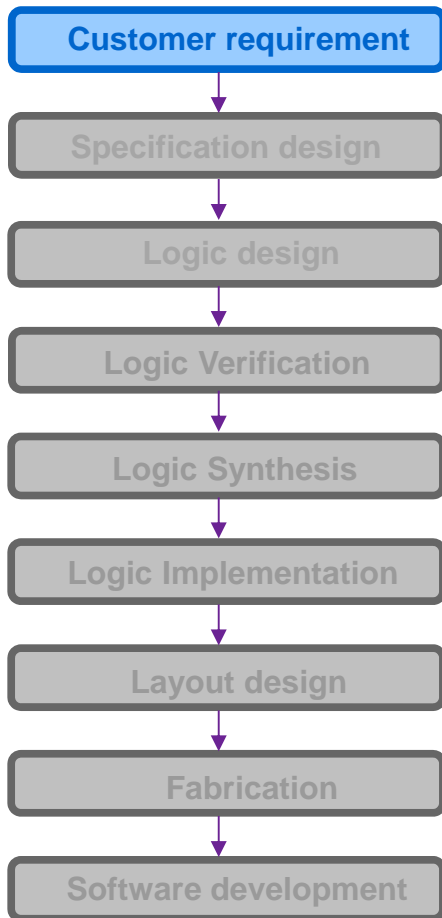 Customer requirement
Specification design
Logic design
Logic Verification
Logic Synthesis
Logic Implementation
Layout design
Fabrication
Software development